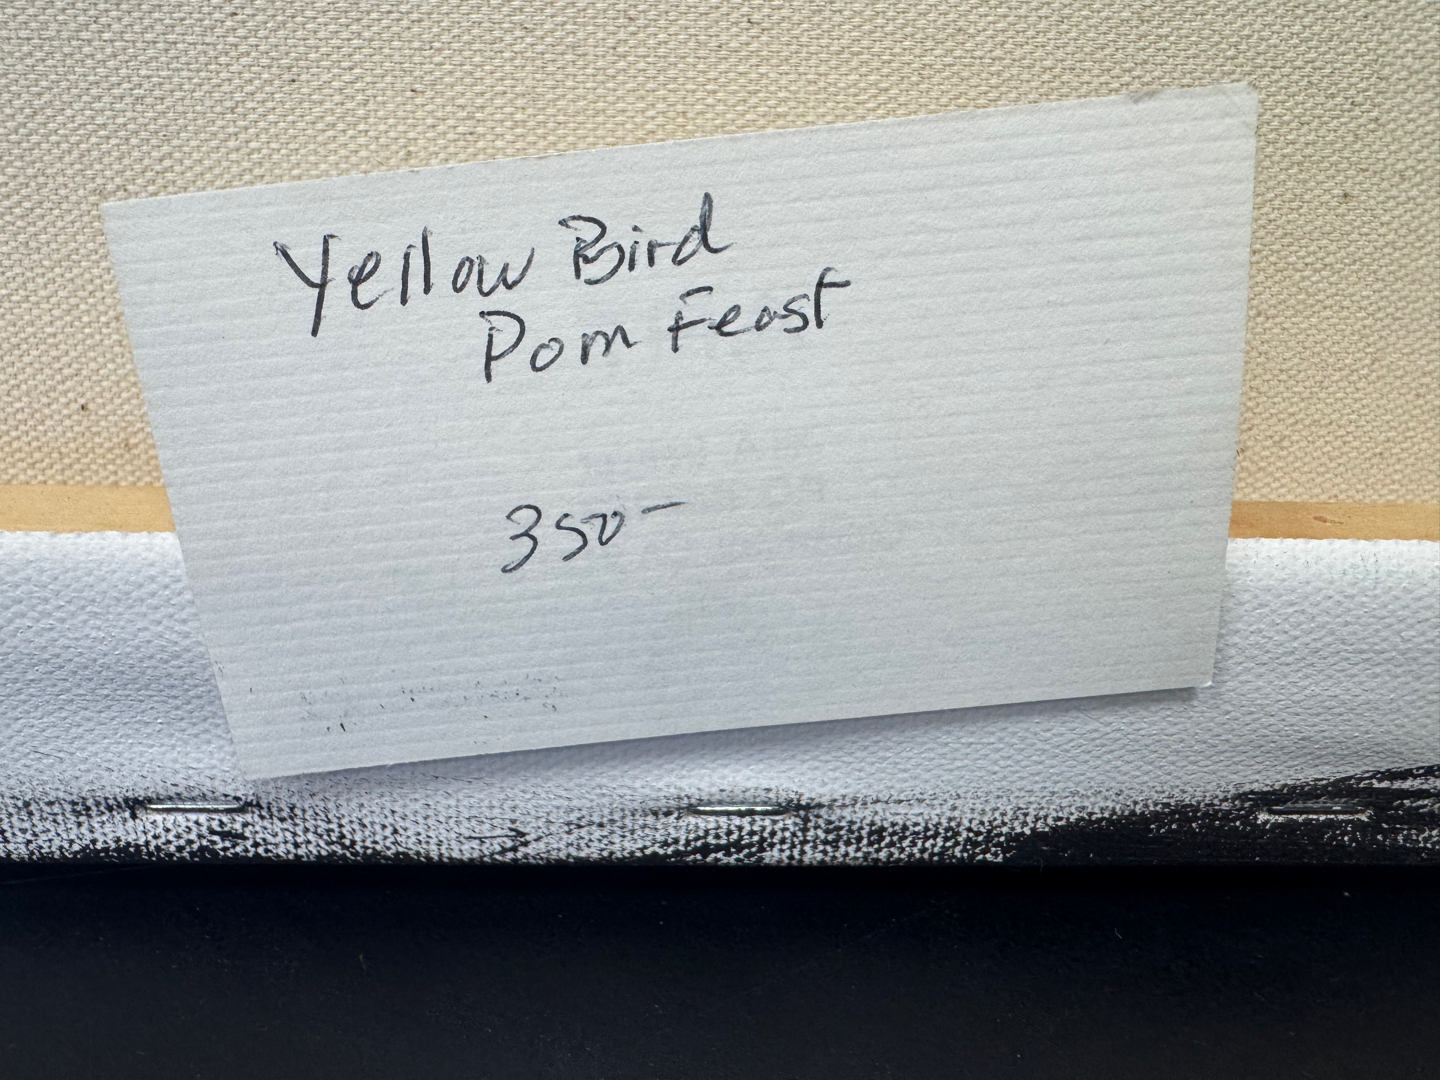 Yellow Bird
Pom Feast
350-